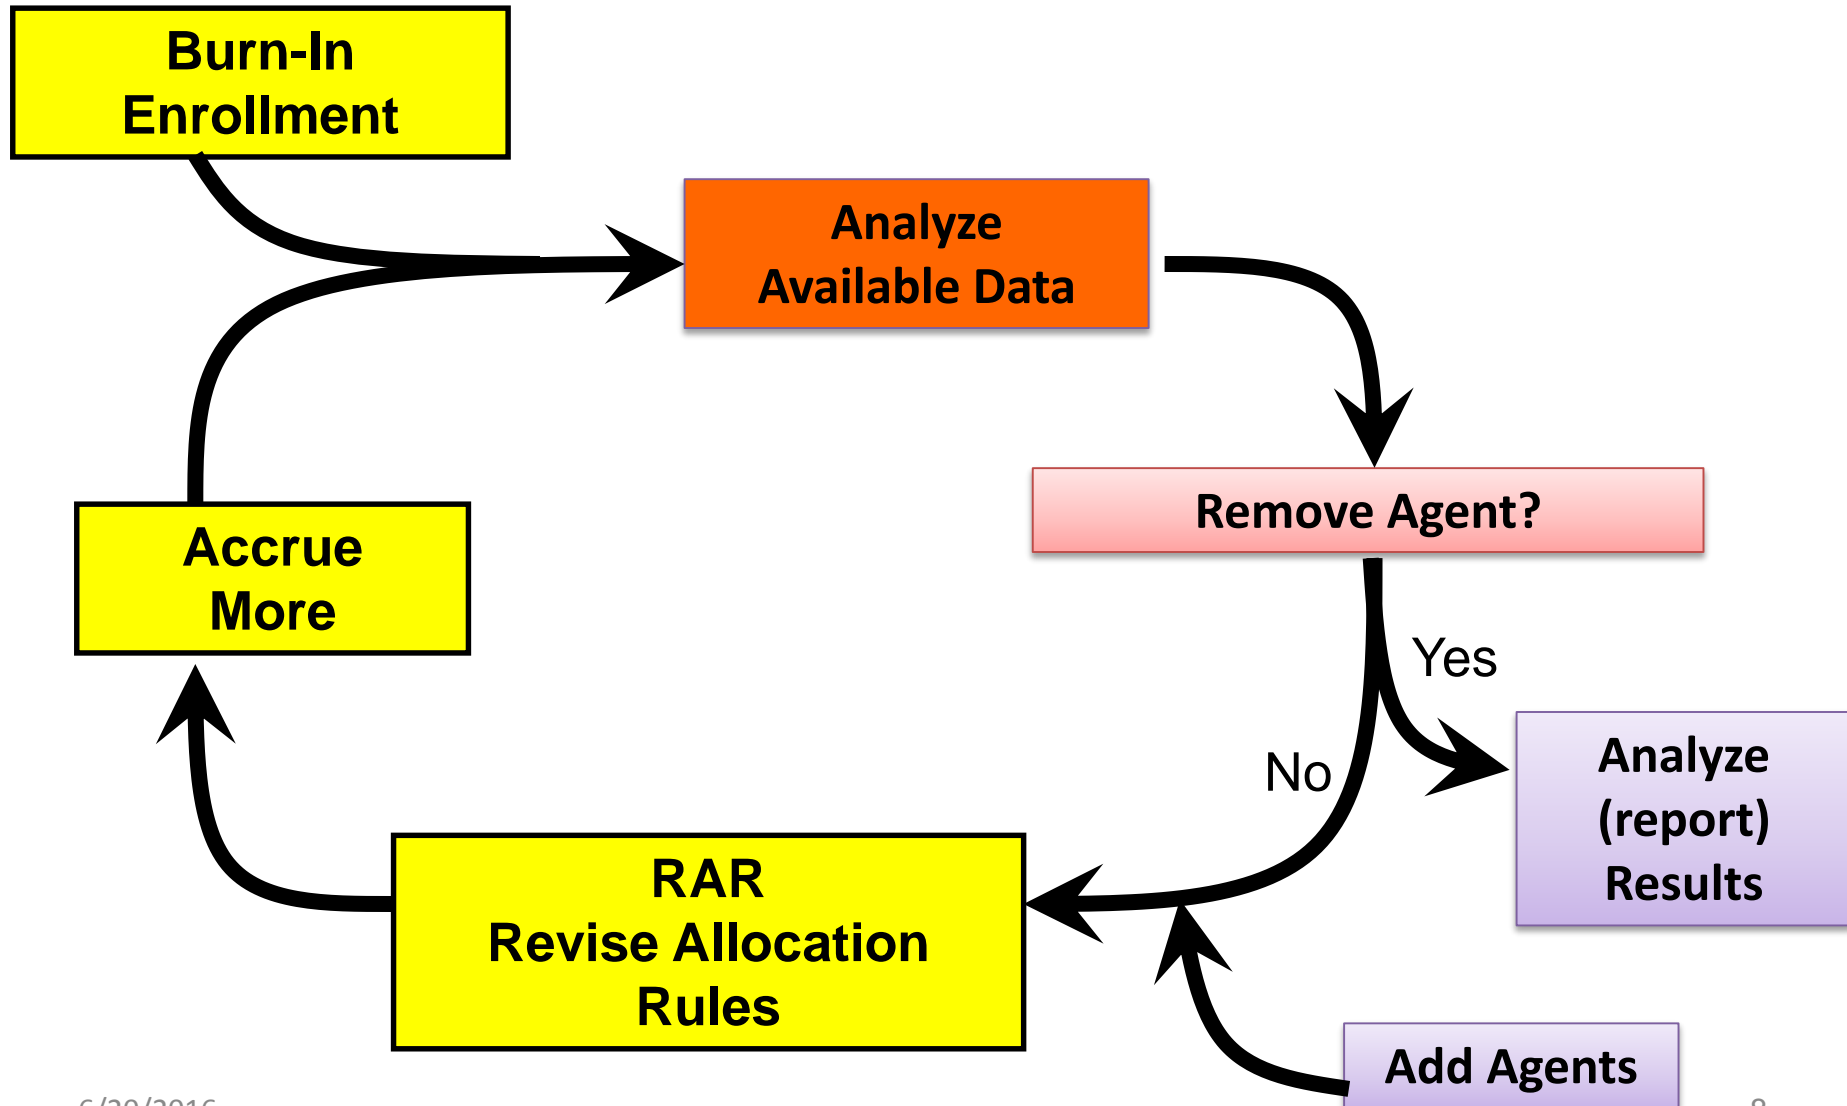 Burn-In
Enrollment
Analyze
Available Data
Remove Agent?
Accrue
More
Yes
No
Analyze
(report)
Results
RAR
Revise Allocation
Rules
Add Agents